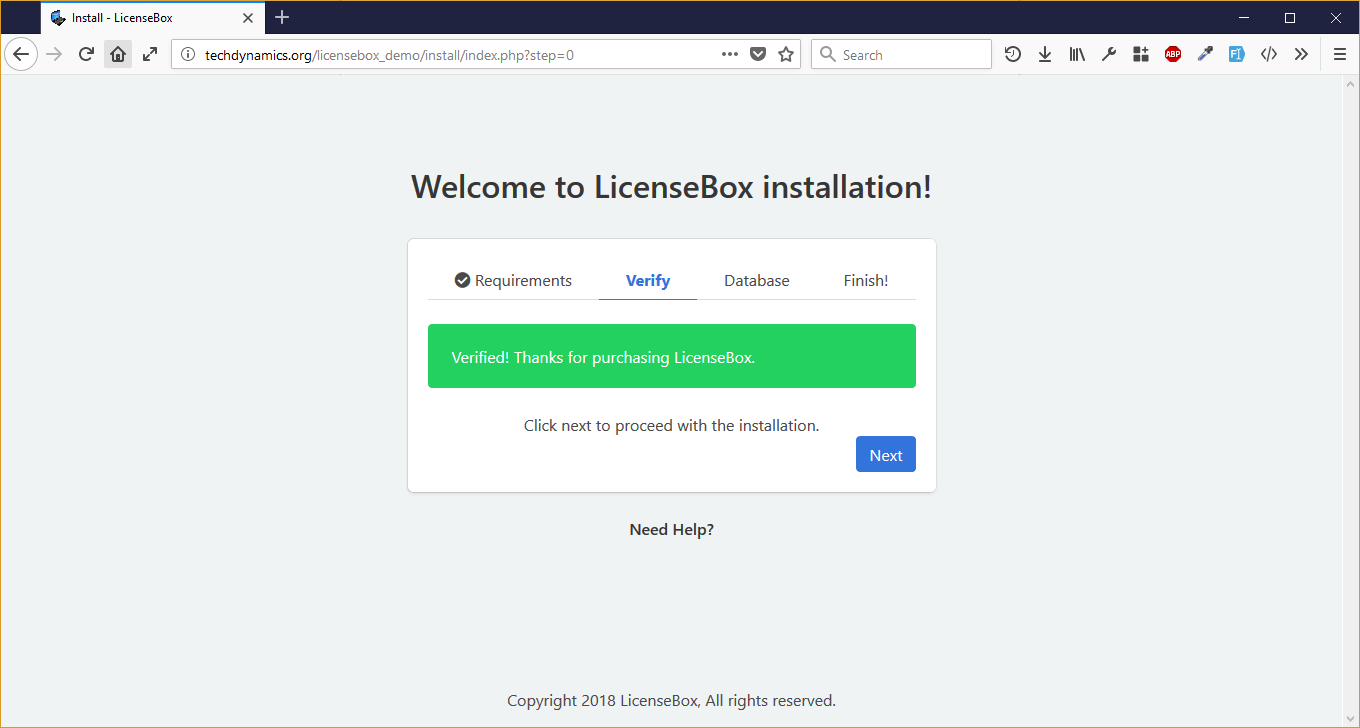 Install - LicenseBox
techdynamics.org/licensebox_demo/install/index.php?step=0
Search
ABP
Welcome to LicenseBox installation!
Requirements Verify Database Finish!
Verified! Thanks for purchasing LicenseBox.
Click next to proceed with the installation.
Next
Need Help?
Copyright 2018 LicenseBox, All rights reserved.